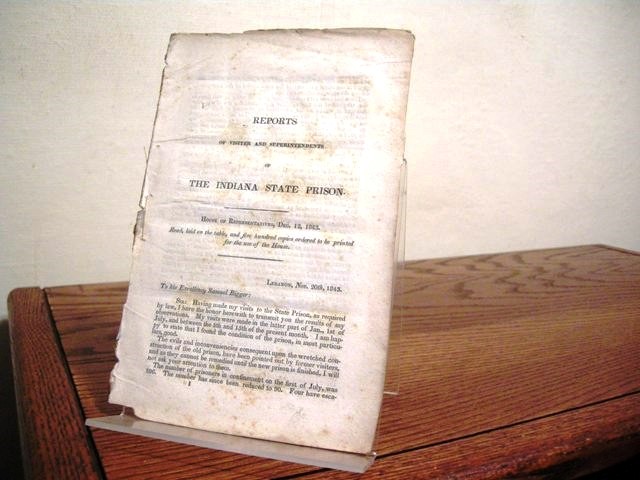 REPORTS
OF VISITER AND SUPERINTENDENTS
OF
THE INDIANA STATE PRISON.
House of Representatives, Dec. 12, 1843.
Read, laid on the table, and five hundred copies ordered to be printed
for the use of the House.
Lebanon, Nov. 20th, 1843.
To his Excellency Samuel Bigger:
Sir: Having made my visits to the State Prison, as required
by law, I have the honor herewith to transmit you the results of my
observations. My visits were made in the latter part of Jan., 1st of
July, and between the 5th and 15th of the present month. I am hap-
py to state that I found the condition of the prison, in most particu-
lars, good.
The evils and inconveniencies consequent upon the wretched con-
struction of the old prison, have been pointed out by former visiters,
and as they cannot be remedied until the new prison is finished, I will
not ask your attention to them.
The number of prisoners in confinement on the first of July, was
The number has since been reduced to 90. Four have esca-
1